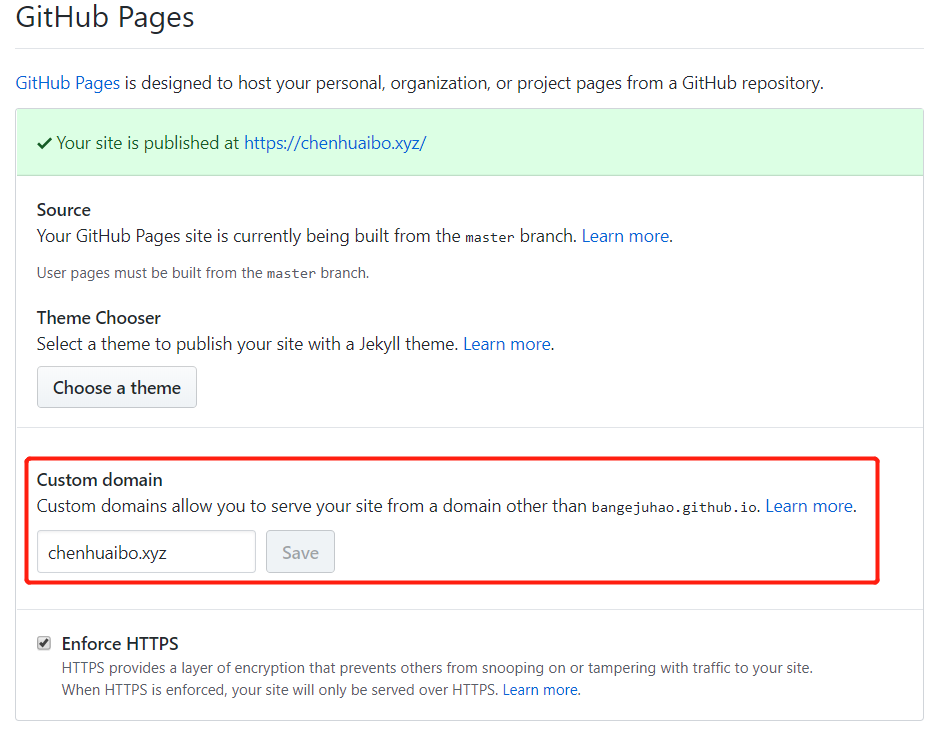 GitHub Pages
GitHub Pages is designed to host your personal, organization, or project pages from a GitHub repository.
Your site is published at https://chenhuaibo.xyz/
Source
Your GitHub Pages site is currently being built from the master branch. Learn more.
User pages must be built from the master branch.
Theme Chooser
Select a theme to publish your site with a Jekyll theme. Learn more.
Choose a theme
Custom domain
Custom domains allow you to serve your site from a domain other than bangejuhao.github.io. Learn more.
chenhuaibo.xyz Save
Enforce HTTPS
HTTPS provides a layer of encryption that prevents others from snooping on or tampering with traffic to your site.
When HTTPS is enforced, your site will only be served over HTTPS. Learn more.